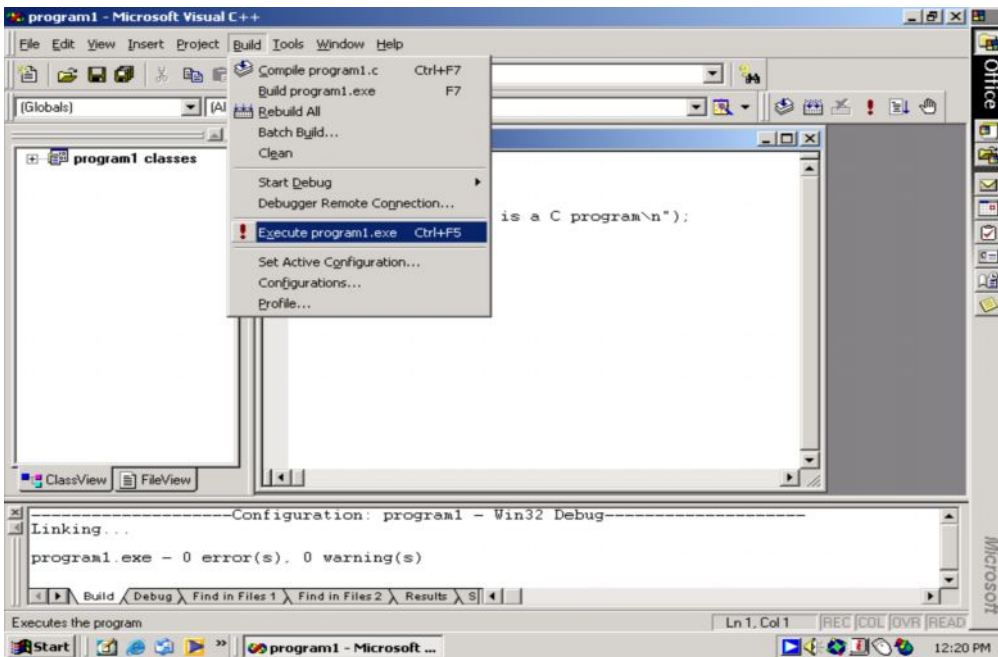 program1 - Microsoft Visual C++
File Edit View Insert Project Build Tools Window Help
(Globals)
(Al
Compile program1.c Ctrl+F7
Build program1.exe F7
Rebuild All
Batch Build...
Clean
Start Debug
Debugger Remote Connection...
Execute program1.exe Ctrl+F5
Set Active Configuration...
Configurations...
Profile...
program1 classes
is a C program\n");
ClassView FileView
--------------------Configuration: program1 - Win32 Debug--------------------
Linking...
program1.exe - 0 error(s), 0 warning(s)
Build Debug Find in Files 1 Find in Files 2 Results S
Executes the program
Ln 1, Col 1 REC COL OVR READ
Start
program1 - Microsoft ...
12:20 PM
Office
Microsoft